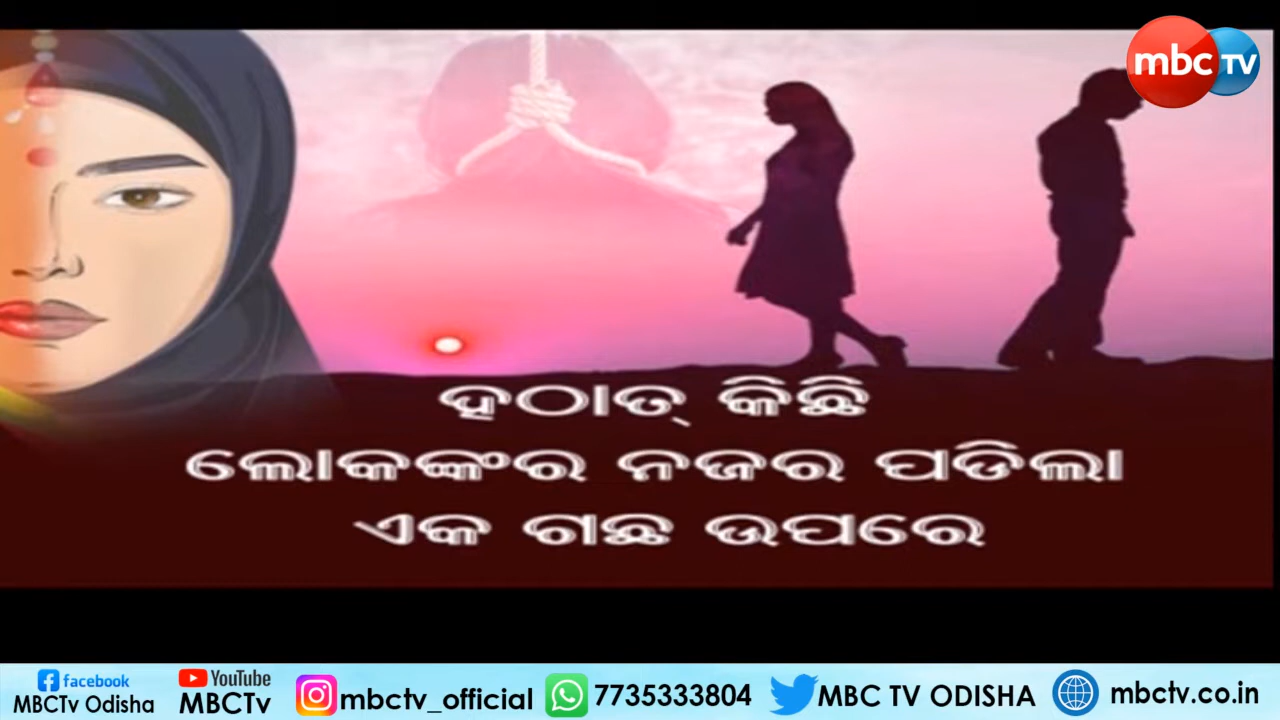 mbc TV
ହଠାତ୍ କିଛି
ଲୋକଙ୍କର ନଜର ପଡିଲା
ଏକ ଗଛ ଉପରେ
facebook
MBCTv Odisha
YouTube
MBCTv
mbctv_official
7735333804
MBC TV ODISHA
mbctv.co.in